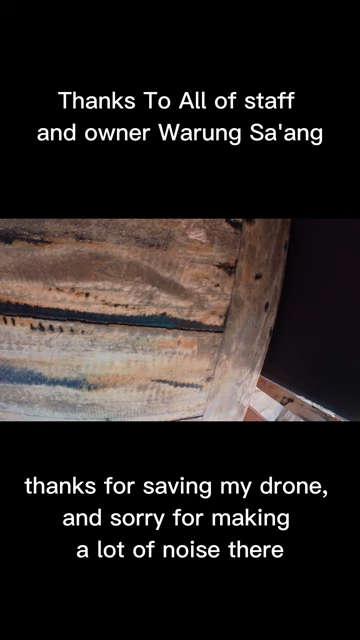 Thanks To All of staff
and owner Warung Sa'ang
thanks for saving my drone,
and sorry for making
a lot of noise there